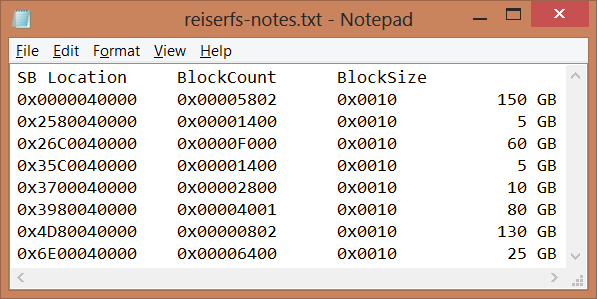 reiserfs-notes.txt - Notepad
File Edit Format View Help
SB Location BlockCount BlockSize
0x0000040000 0x00005802 0x0010 150 GB
0x2580040000 0x00001400 0x0010 5 GB
0x26C0040000 0x0000F000 0x0010 60 GB
0x35C0040000 0x00001400 0x0010 5 GB
0x3700040000 0x00002800 0x0010 10 GB
0x3980040000 0x00004001 0x0010 80 GB
0x4D80040000 0x00000802 0x0010 130 GB
0x6E00040000 0x00006400 0x0010 25 GB